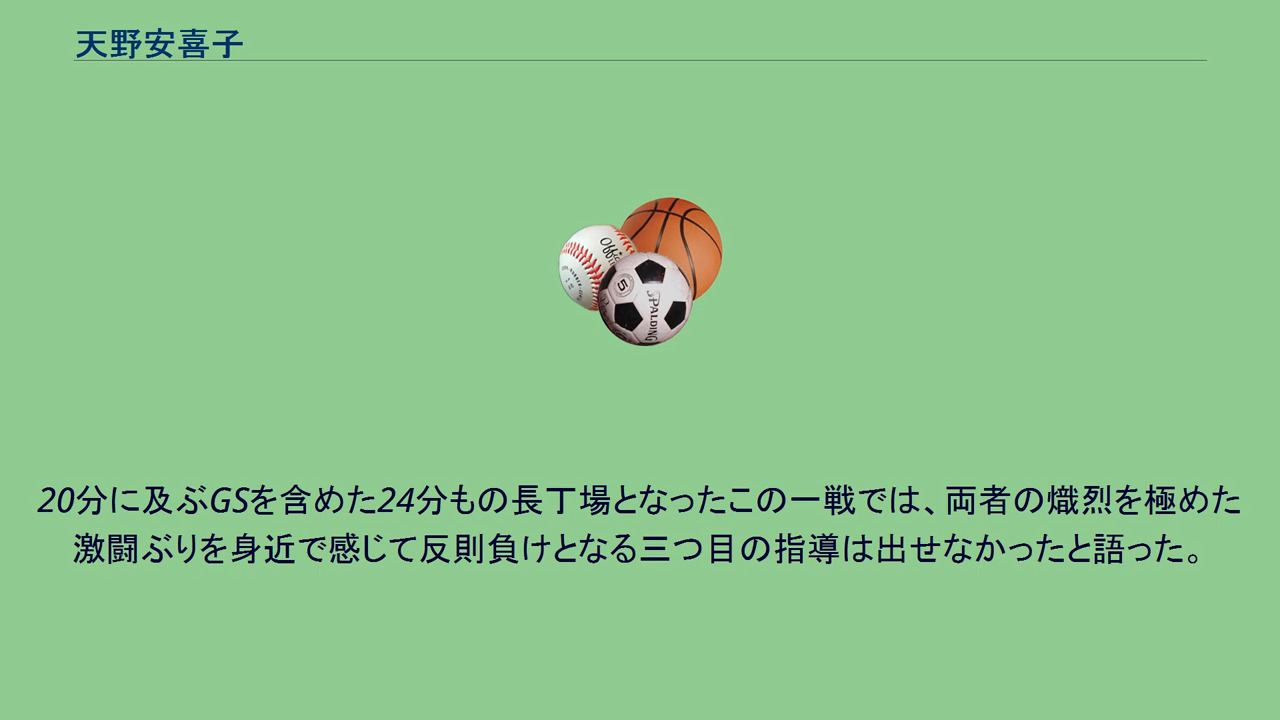 天野安喜子
Offici
5
SPALDING
20分に及ぶGSを含めた24分もの長丁場となったこの一戦では、両者の熾烈を極めた
激闘ぶりを身近で感じて反則負けとなる三つ目の指導は出せなかったと語った。